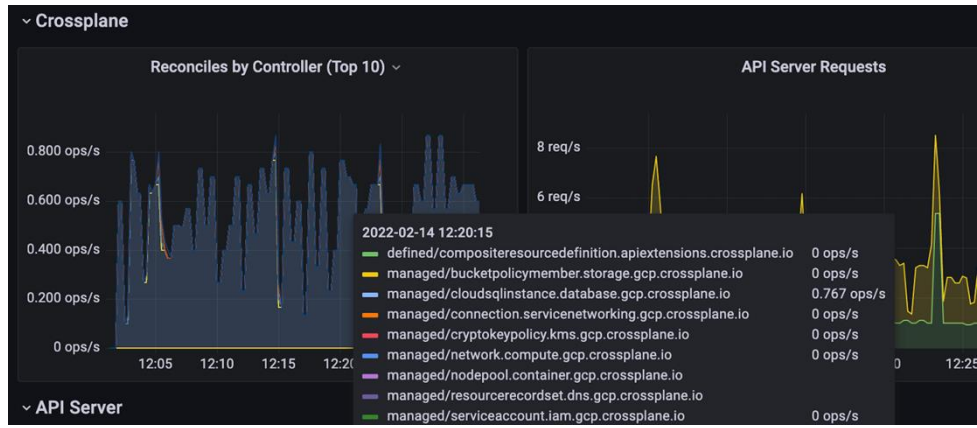 Crossplane
Reconciles by Controller (Top 10)
0.800 ops/s
0.600 ops/s
0.400 ops/s
0.200 ops/s
0 ops/s
12:05 12:10 12:15 12:20
API Server Requests
8 req/s
6 req/s
12:25
2022-02-14 12:20:15
defined/compositeresourcedefinition.apiextensions.crossplane.io 0 ops/s
managed/bucketpolicymember.storage.gcp.crossplane.io 0 ops/s
managed/cloudsqlinstance.database.gcp.crossplane.io 0.767 ops/s
managed/connection.servicenetworking.gcp.crossplane.io 0 ops/s
managed/cryptokeypolicy.kms.gcp.crossplane.io 0 ops/s
managed/network.compute.gcp.crossplane.io 0 ops/s
managed/nodepool.container.gcp.crossplane.io
managed/resourcerecordset.dns.gcp.crossplane.io
managed/serviceaccount.iam.gcp.crossplane.io 0 ops/s
API Server